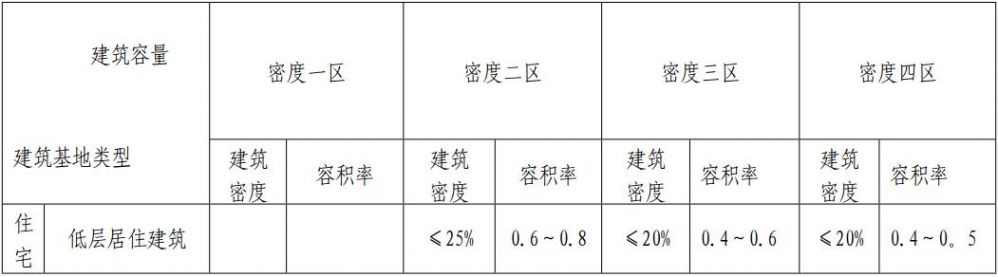 建筑容量
密度一区 密度二区 密度三区 密度四区
建筑基地类型
建筑密度 容积率 建筑密度 容积率 建筑密度 容积率 建筑密度 容积率
住宅 低层居住建筑 ≤25% 0.6~0.8 ≤20% 0.4~0.6 ≤20% 0.4~0。5